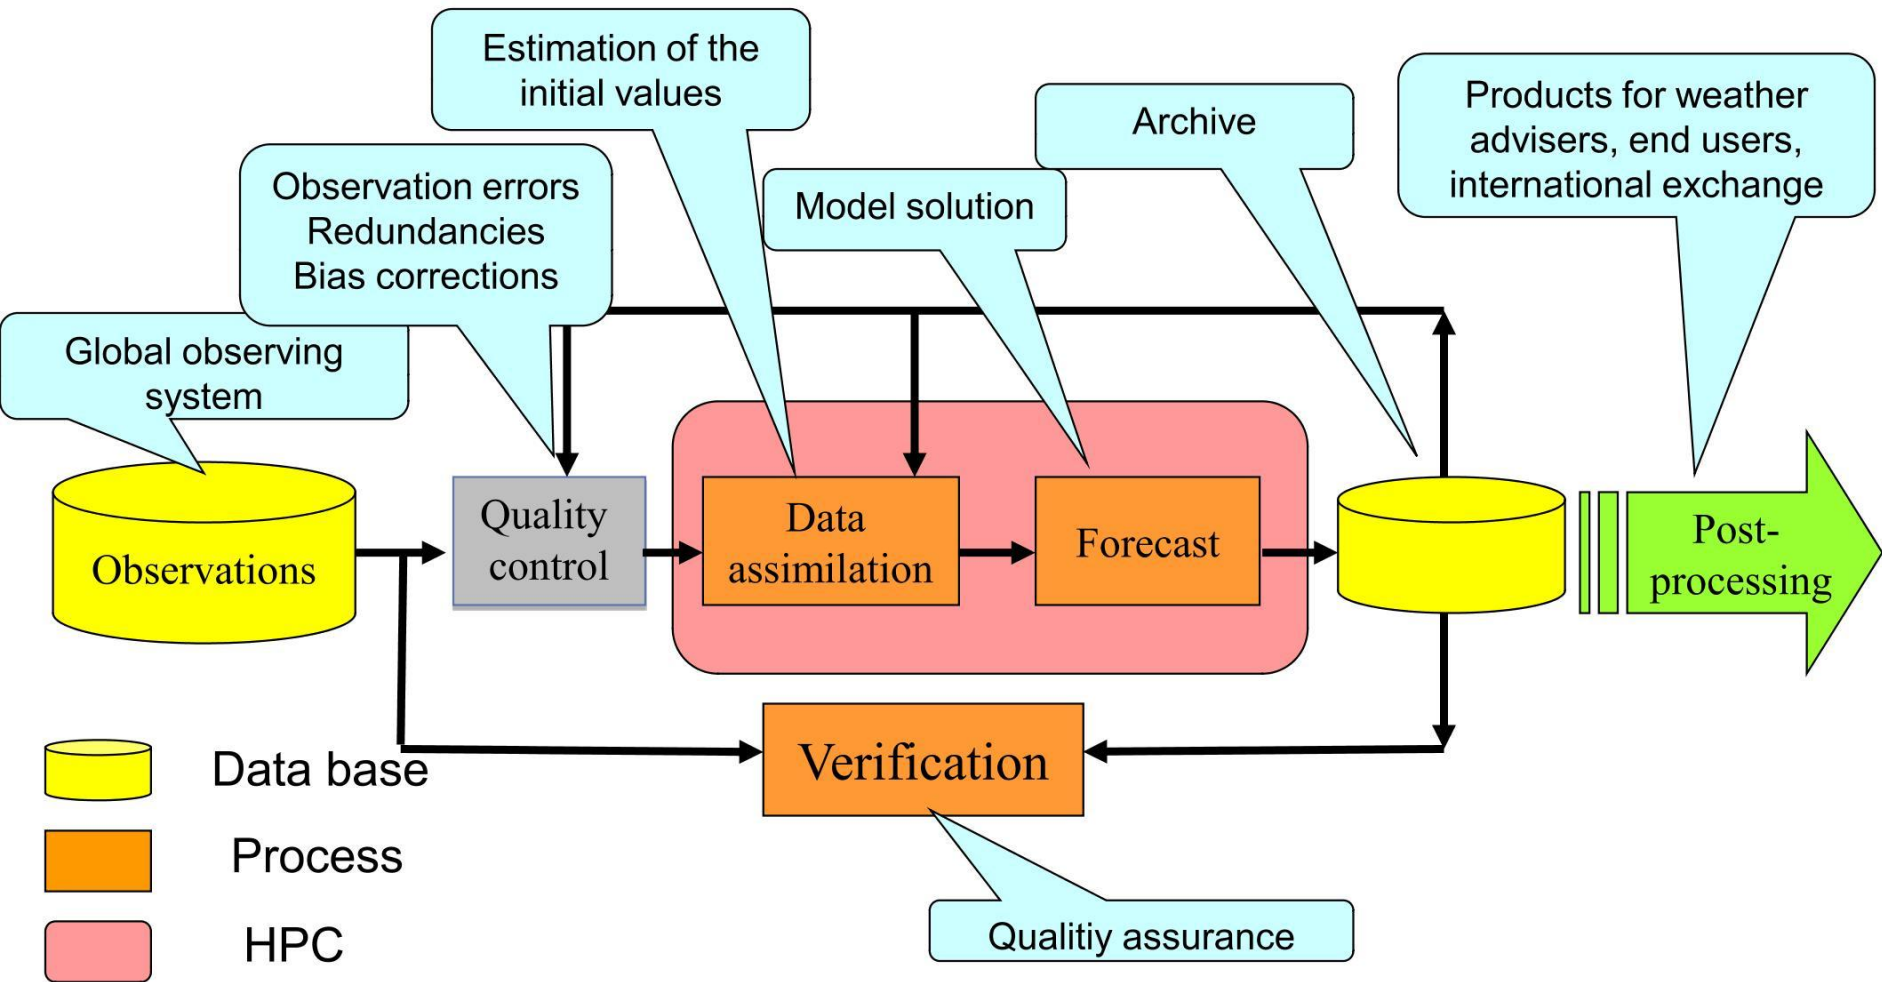 Estimation of the
initial values
Archive
Products for weather
advisers, end users,
international exchange
Observation errors
Redundancies
Bias corrections
Model solution
Global observing
system
Observations
Quality
control
Data
assimilation
Forecast
Post-
processing
Verification
Data base
Process
HPC
Qualitiy assurance